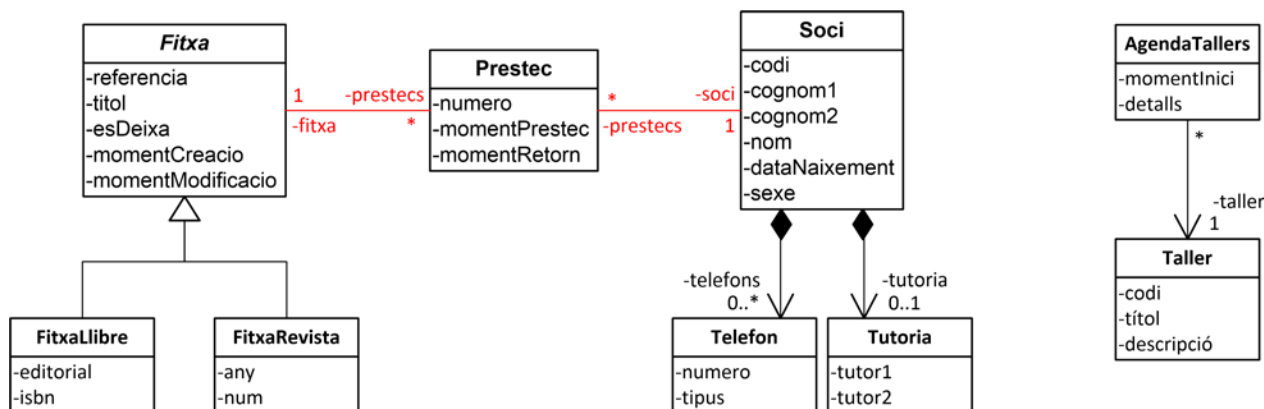 Fitxa
-referencia
-titol
-esDeixa
-momentCreacio
-momentModificacio
1 -prestecs
-fitxa *
Prestec
-numero
-momentPrestec
-momentRetorn
* -soci
-prestecs 1
Soci
-codi
-cognom1
-cognom2
-nom
-dataNaixement
-sexe
AgendaTallers
-momentInici
-detalls
*
-taller
1
Taller
-codi
-títol
-descripció
-telefons
0..*
-tutoria
0..1
FitxaLlibre
-editorial
-isbn
FitxaRevista
-any
-num
Telefon
-numero
-tipus
Tutoria
-tutor1
-tutor2